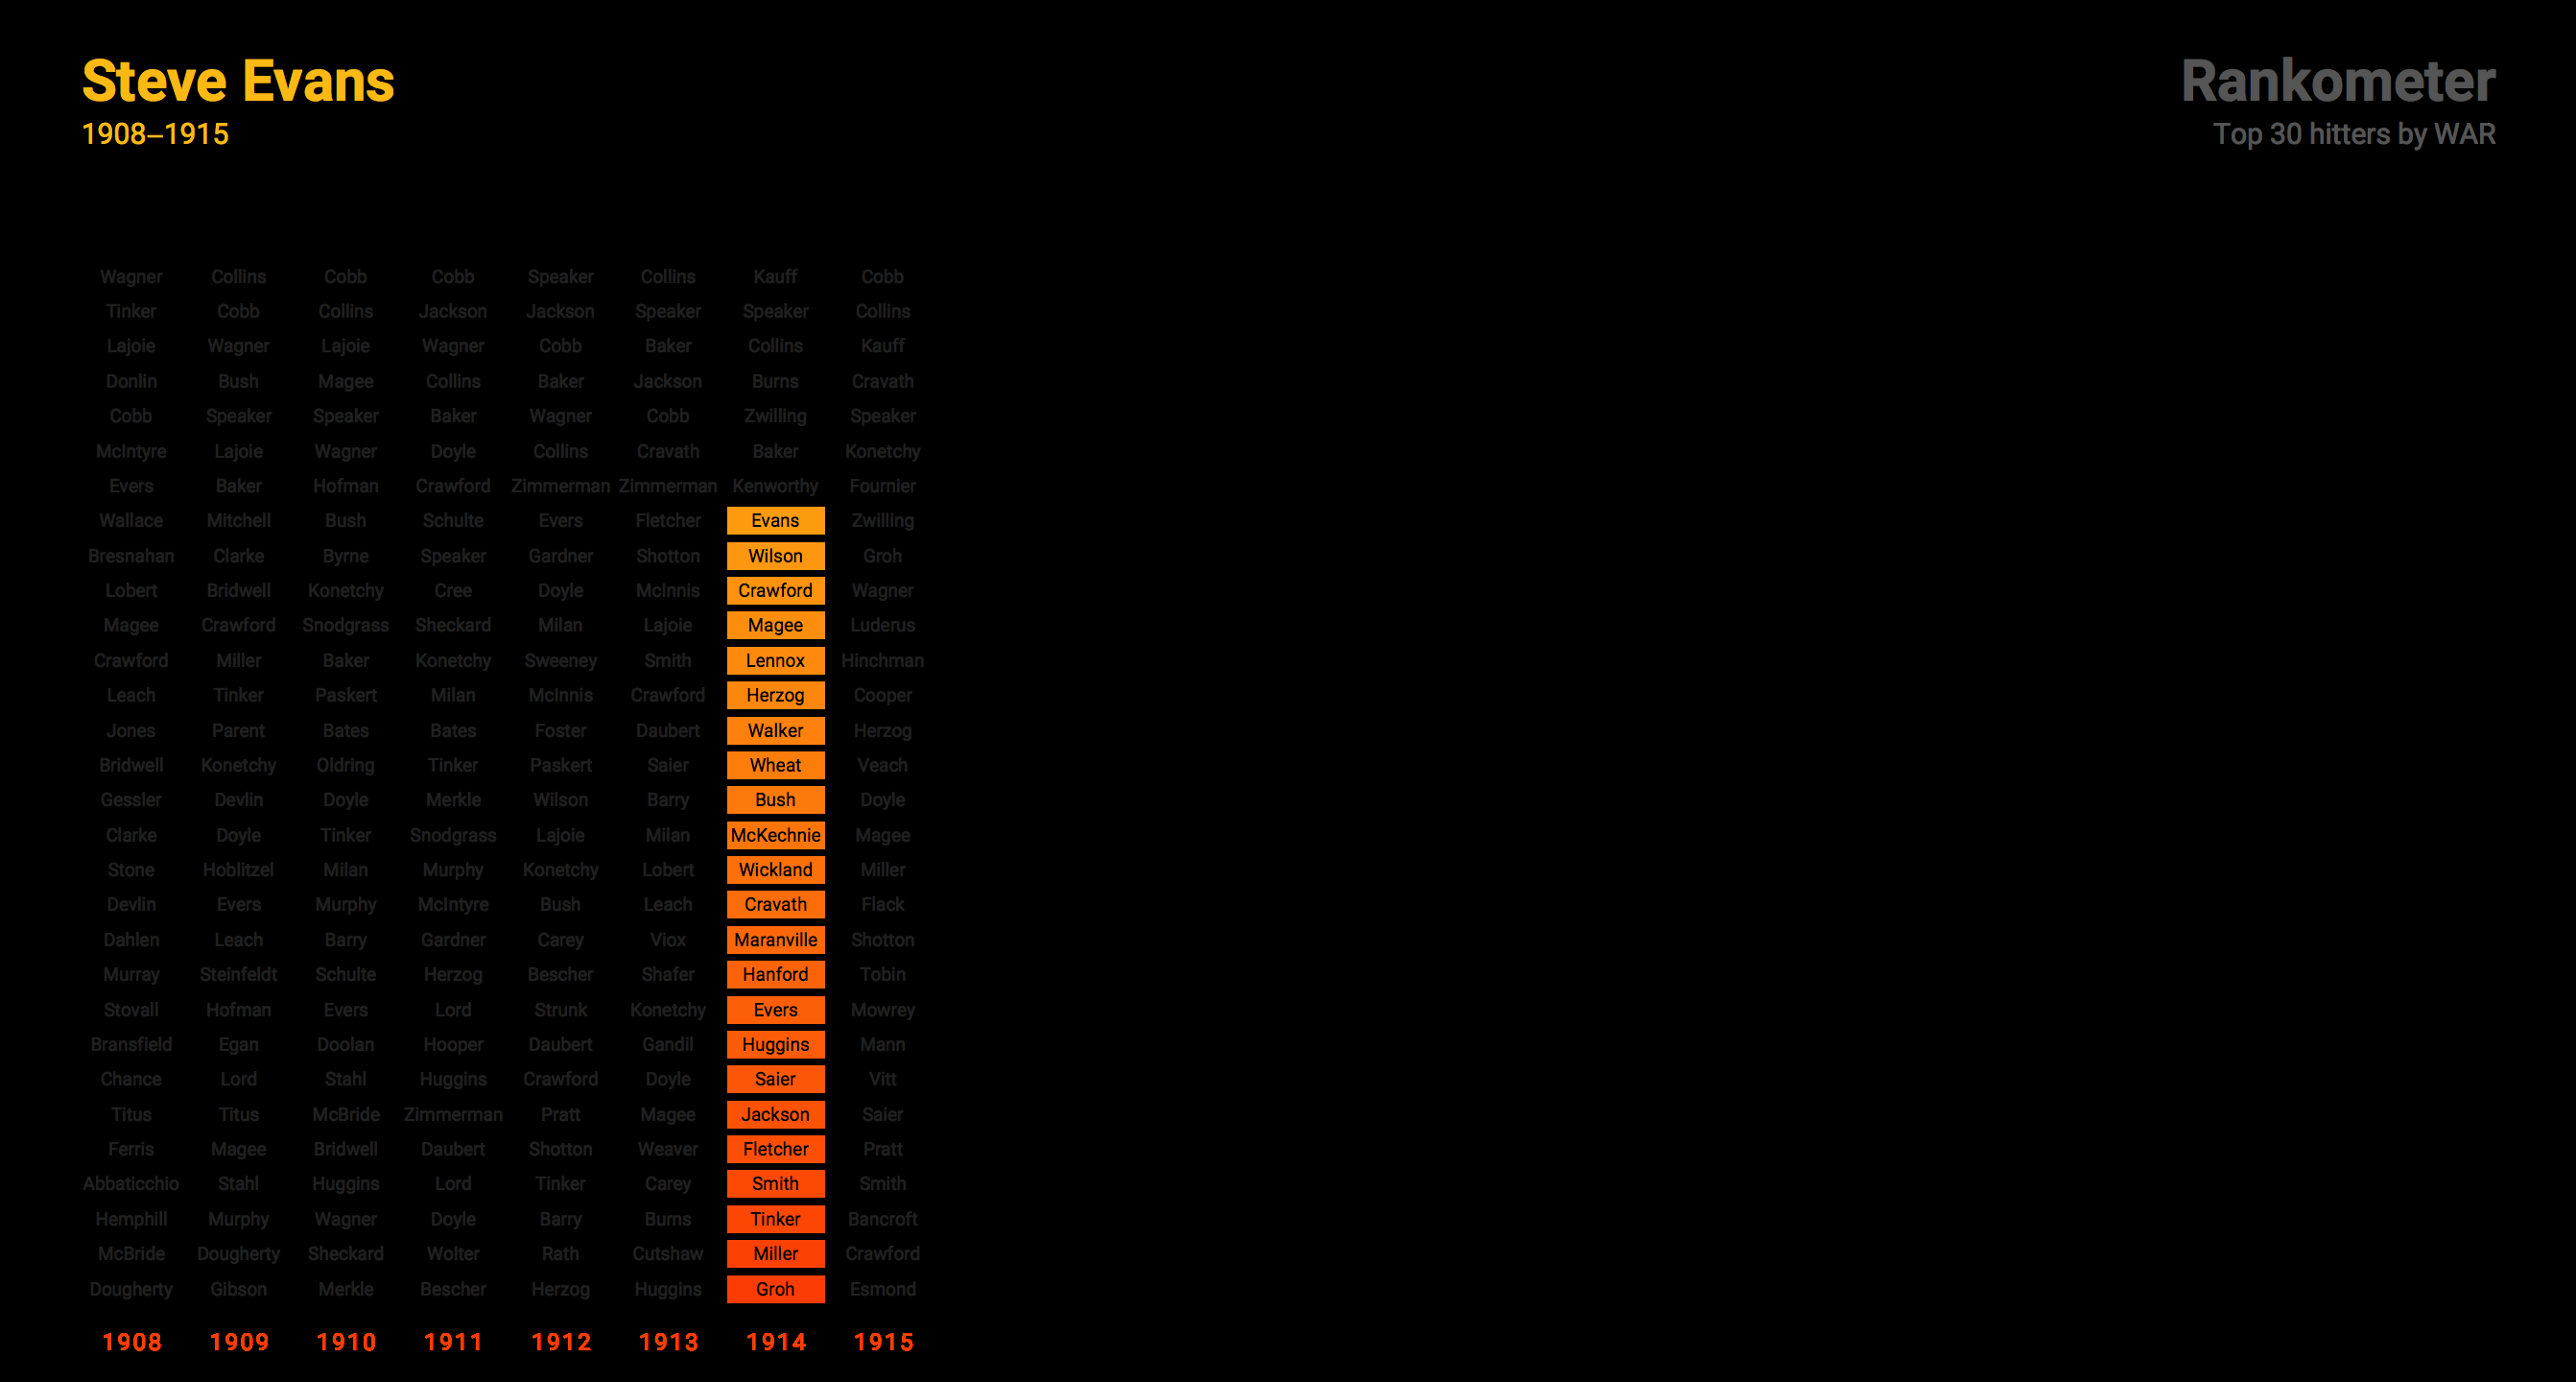 Steve Evans
1908–1915
Rankometer
Top 30 hitters by WAR
Wagner Collins Cobb Cobb Speaker Collins Kauff Cobb
Tinker Cobb Collins Jackson Jackson Speaker Speaker Collins
Lajoie Wagner Lajoie Wagner Cobb Baker Collins Kauff
Donlin Bush Magee Collins Baker Jackson Burns Cravath
Cobb Speaker Speaker Baker Wagner Cobb Zwilling Speaker
McIntyre Lajoie Wagner Doyle Collins Cravath Baker Konetchy
Evers Baker Hofman Crawford Zimmerman Zimmerman Kenworthy Fournier
Wallace Mitchell Bush Schulte Evers Fletcher Evans Zwilling
Bresnahan Clarke Byrne Speaker Gardner Shotton Wilson Groh
Lobert Bridwell Konetchy Cree Doyle McInnis Crawford Wagner
Magee Crawford Snodgrass Sheckard Milan Lajoie Magee Luderus
Crawford Miller Baker Konetchy Sweeney Smith Lennox Hinchman
Leach Tinker Paskert Milan McInnis Crawford Herzog Cooper
Jones Parent Bates Bates Foster Daubert Walker Herzog
Bridwell Konetchy Oldring Tinker Paskert Saier Wheat Veach
Gessler Devlin Doyle Merkle Wilson Barry Bush Doyle
Clarke Doyle Tinker Snodgrass Lajoie Milan McKechnie Magee
Stone Hoblitzel Milan Murphy Konetchy Lobert Wickland Miller
Devlin Evers Murphy McIntyre Bush Leach Cravath Flack
Dahlen Leach Barry Gardner Carey Viox Maranville Shotton
Murray Steinfeldt Schulte Herzog Bescher Shafer Hanford Tobin
Stovall Hofman Evers Lord Strunk Konetchy Evers Mowrey
Bransfield Egan Doolan Hooper Daubert Gandil Huggins Mann
Chance Lord Stahl Huggins Crawford Doyle Saier Vitt
Titus Titus McBride Zimmerman Pratt Magee Jackson Saier
Ferris Magee Bridwell Daubert Shotton Weaver Fletcher Pratt
Abbaticchio Stahl Huggins Lord Tinker Carey Smith Smith
Hemphill Murphy Wagner Doyle Barry Burns Tinker Bancroft
McBride Dougherty Sheckard Wolter Rath Cutshaw Miller Crawford
Dougherty Gibson Merkle Bescher Herzog Huggins Groh Esmond
1908 1909 1910 1911 1912 1913 1914 1915